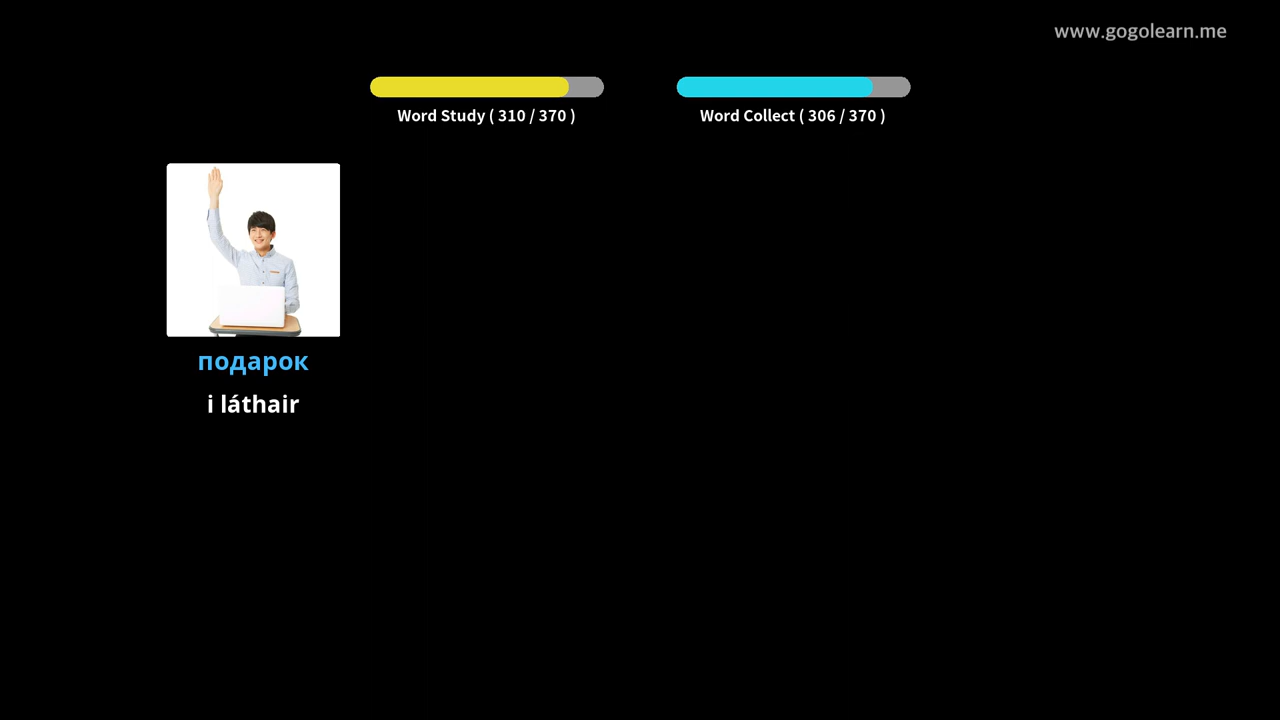 www.gogolearn.me
Word Study ( 310 / 370 )
Word Collect ( 306 / 370 )
подарок
i láthair